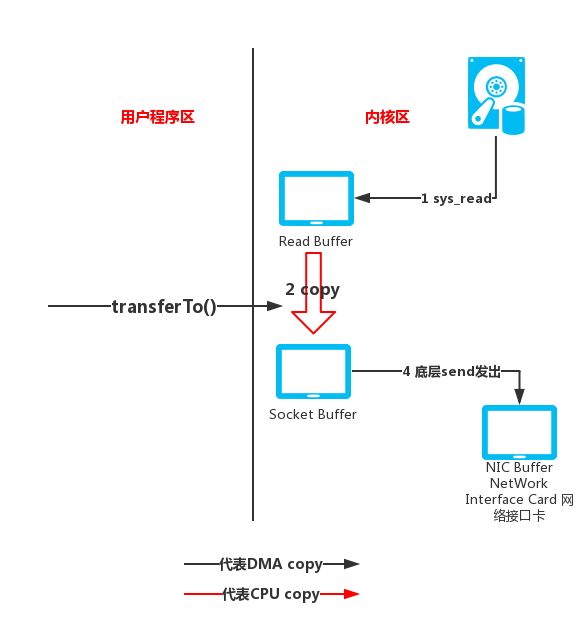 用户程序区
内核区
1 sys_read
Read Buffer
2 copy
transferTo()
4 底层send发出
Socket Buffer
NIC Buffer
NetWork
Interface Card 网
络接口卡
代表DMA copy
代表CPU copy